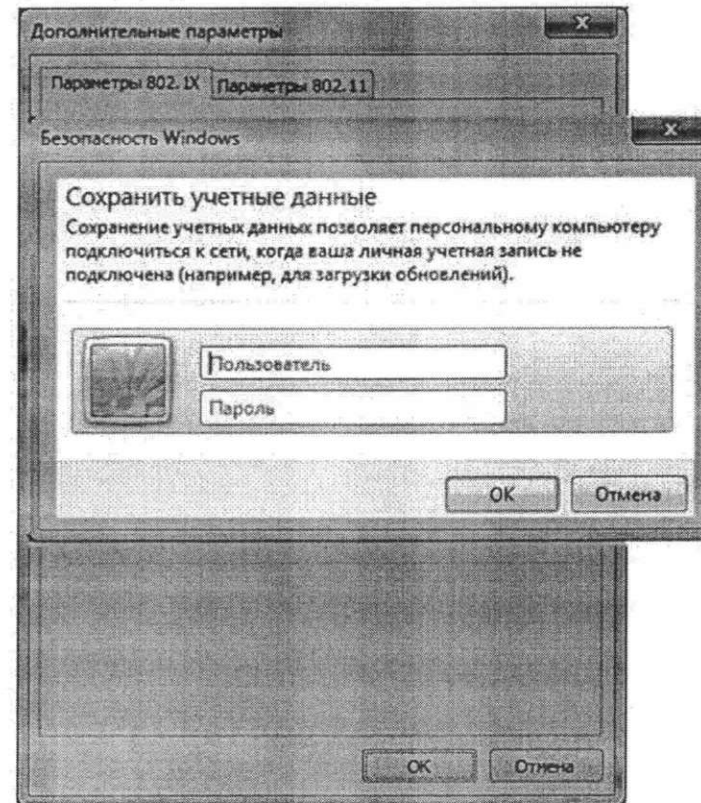 Дополнительные параметры
Параметры 802.1X Параметры 802.11
Безопасность Windows
Сохранить учетные данные
Сохранение учетных данных позволяет персональному компьютеру
подключиться к сети, когда ваша личная учетная запись не
подключена (например, для загрузки обновлений).
Пользователь
Пароль
OK Отмена
OK Отмена